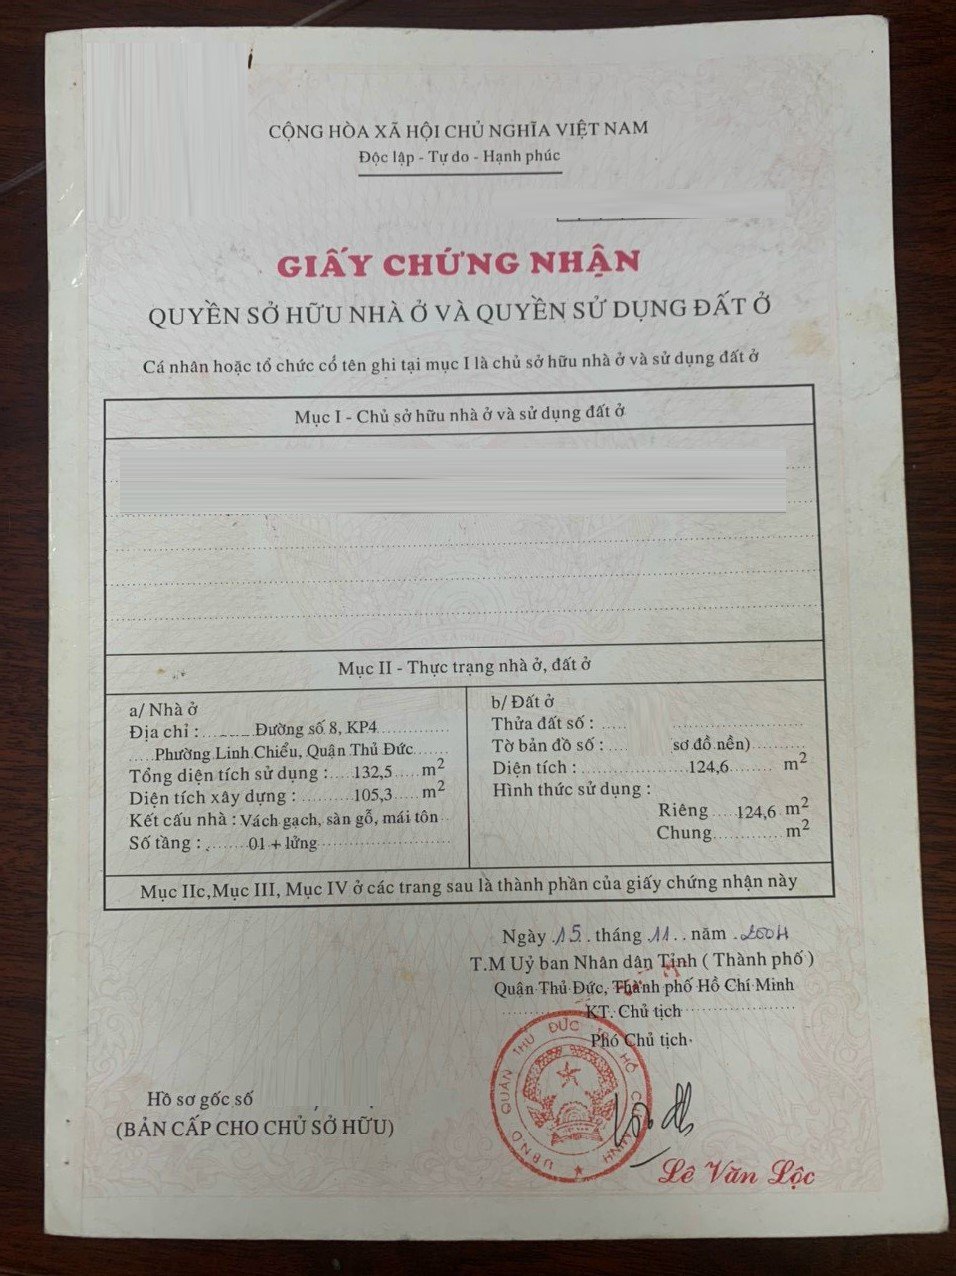 CỘNG HÒA XÃ HỘI CHỦ NGHĨA VIỆT NAM
Độc lập - Tự do - Hạnh phúc
GIẤY CHỨNG NHẬN
QUYỀN SỞ HỮU NHÀ Ở VÀ QUYỀN SỬ DỤNG ĐẤT Ở
Cá nhân hoặc tổ chức có tên ghi tại mục I là chủ sở hữu nhà ở và sử dụng đất ở
Mục I - Chủ sở hữu nhà ở và sử dụng đất ở
Mục II - Thực trạng nhà ở, đất ở
a/ Nhà ở
Địa chỉ : Đường số 8, KP4
Phường Linh Chiểu, Quận Thủ Đức
Tổng diện tích sử dụng : 132,5 m2
Diện tích xây dựng : 105,3 m2
Kết cấu nhà : Vách gạch, sàn gỗ, mái tôn
Số tầng : 01 + lửng
b/ Đất ở
Thửa đất số :
Tờ bản đồ số : sơ đồ nền)
Diện tích : 124,6 m2
Hình thức sử dụng :
Riêng 124,6 m2
Chung m2
Mục IIc, Mục III, Mục IV ở các trang sau là thành phần của giấy chứng nhận này
Ngày 15 tháng 11 năm 2004
T.M Uỷ ban Nhân dân Tỉnh ( Thành phố )
Quận Thủ Đức, Thành phố Hồ Chí Minh
KT. Chủ tịch
Phó Chủ tịch
UBND QUẬN THỦ ĐỨC TP HỒ CHÍ MINH
Lê Văn Lộc
Hồ sơ gốc số
(BẢN CẤP CHO CHỦ SỞ HỮU)